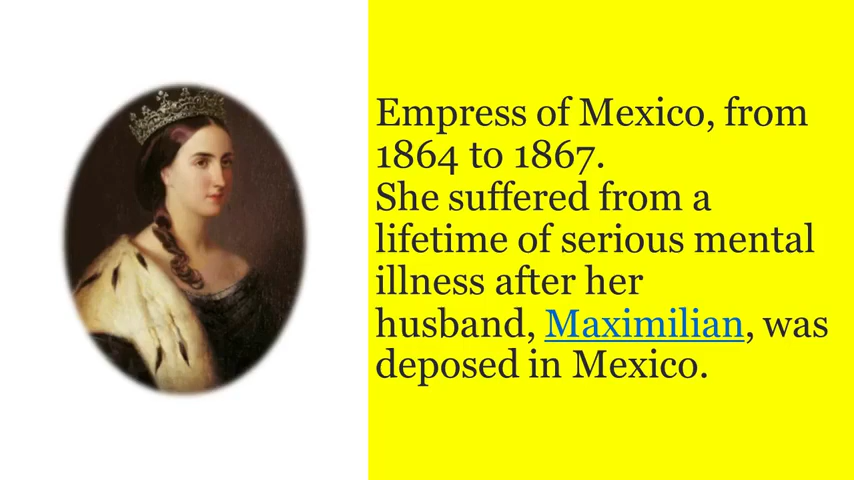 Empress of Mexico, from
1864 to 1867.
She suffered from a
lifetime of serious mental
illness after her
husband, Maximilian, was
deposed in Mexico.